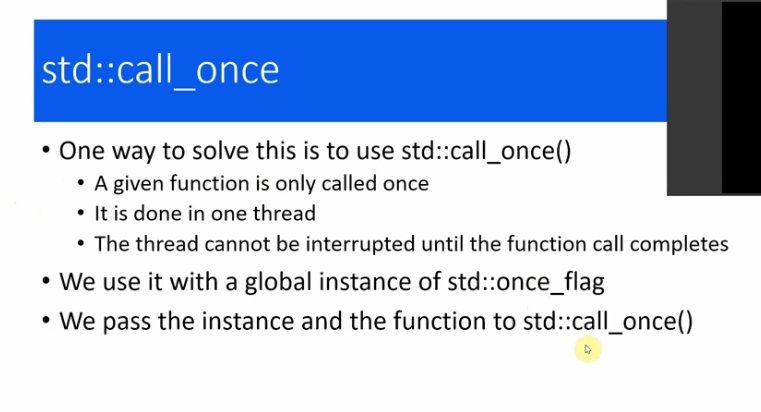 std::call_once
• One way to solve this is to use std::call_once()
• A given function is only called once
• It is done in one thread
• The thread cannot be interrupted until the function call completes
• We use it with a global instance of std::once_flag
• We pass the instance and the function to std::call_once()